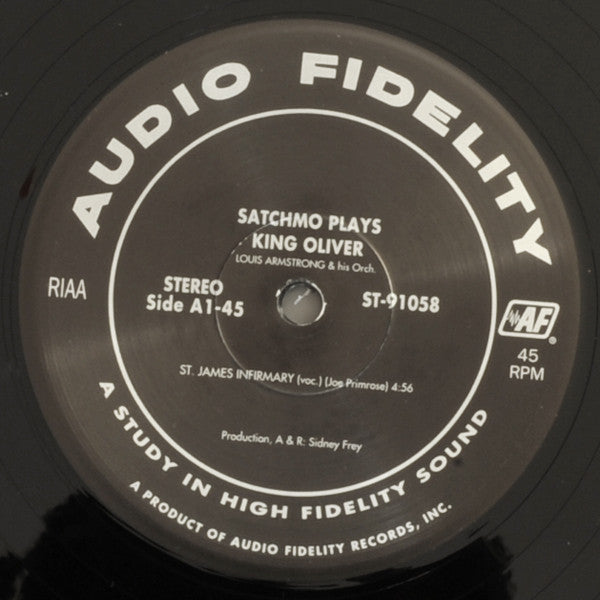 AUDIO FIDELITY
SATCHMO PLAYS
KING OLIVER
LOUIS ARMSTRONG & his Orch.
RIAA
STEREO
Side A1-45
ST-91058
AF®
45
RPM
ST. JAMES INFIRMARY (voc.) (Joe Primrose) 4:56
Production, A & R: Sidney Frey
A STUDY IN HIGH FIDELITY SOUND
A PRODUCT OF AUDIO FIDELITY RECORDS, INC.